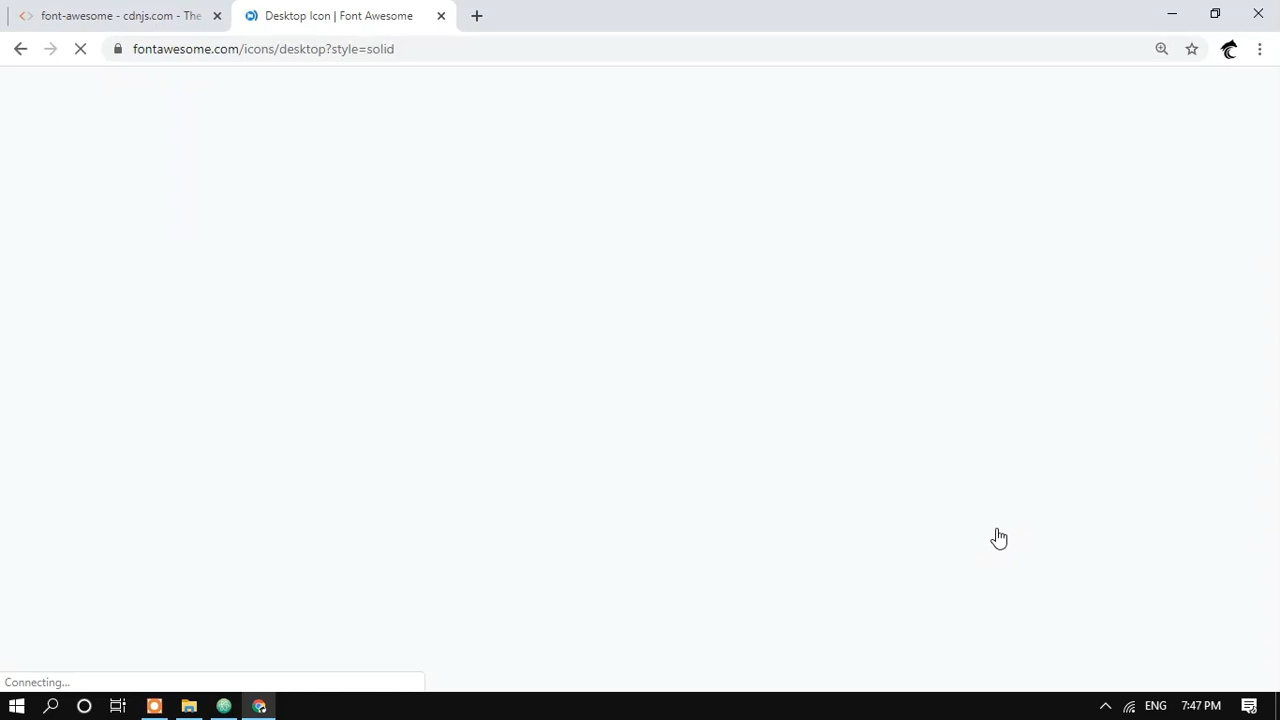 font-awesome - cdnjs.com - The
Desktop Icon | Font Awesome
fontawesome.com/icons/desktop?style=solid
Connecting...
ENG
7:47 PM